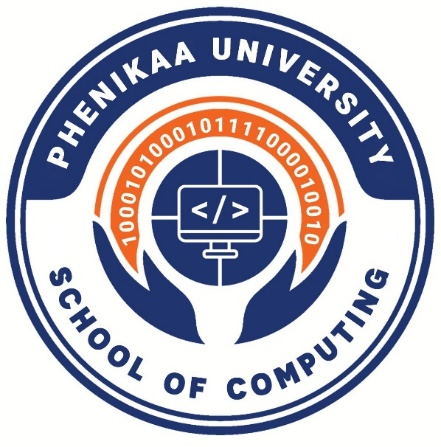 PHENIKAA UNIVERSITY
10001010001011111000010010
</>
SCHOOL OF COMPUTING